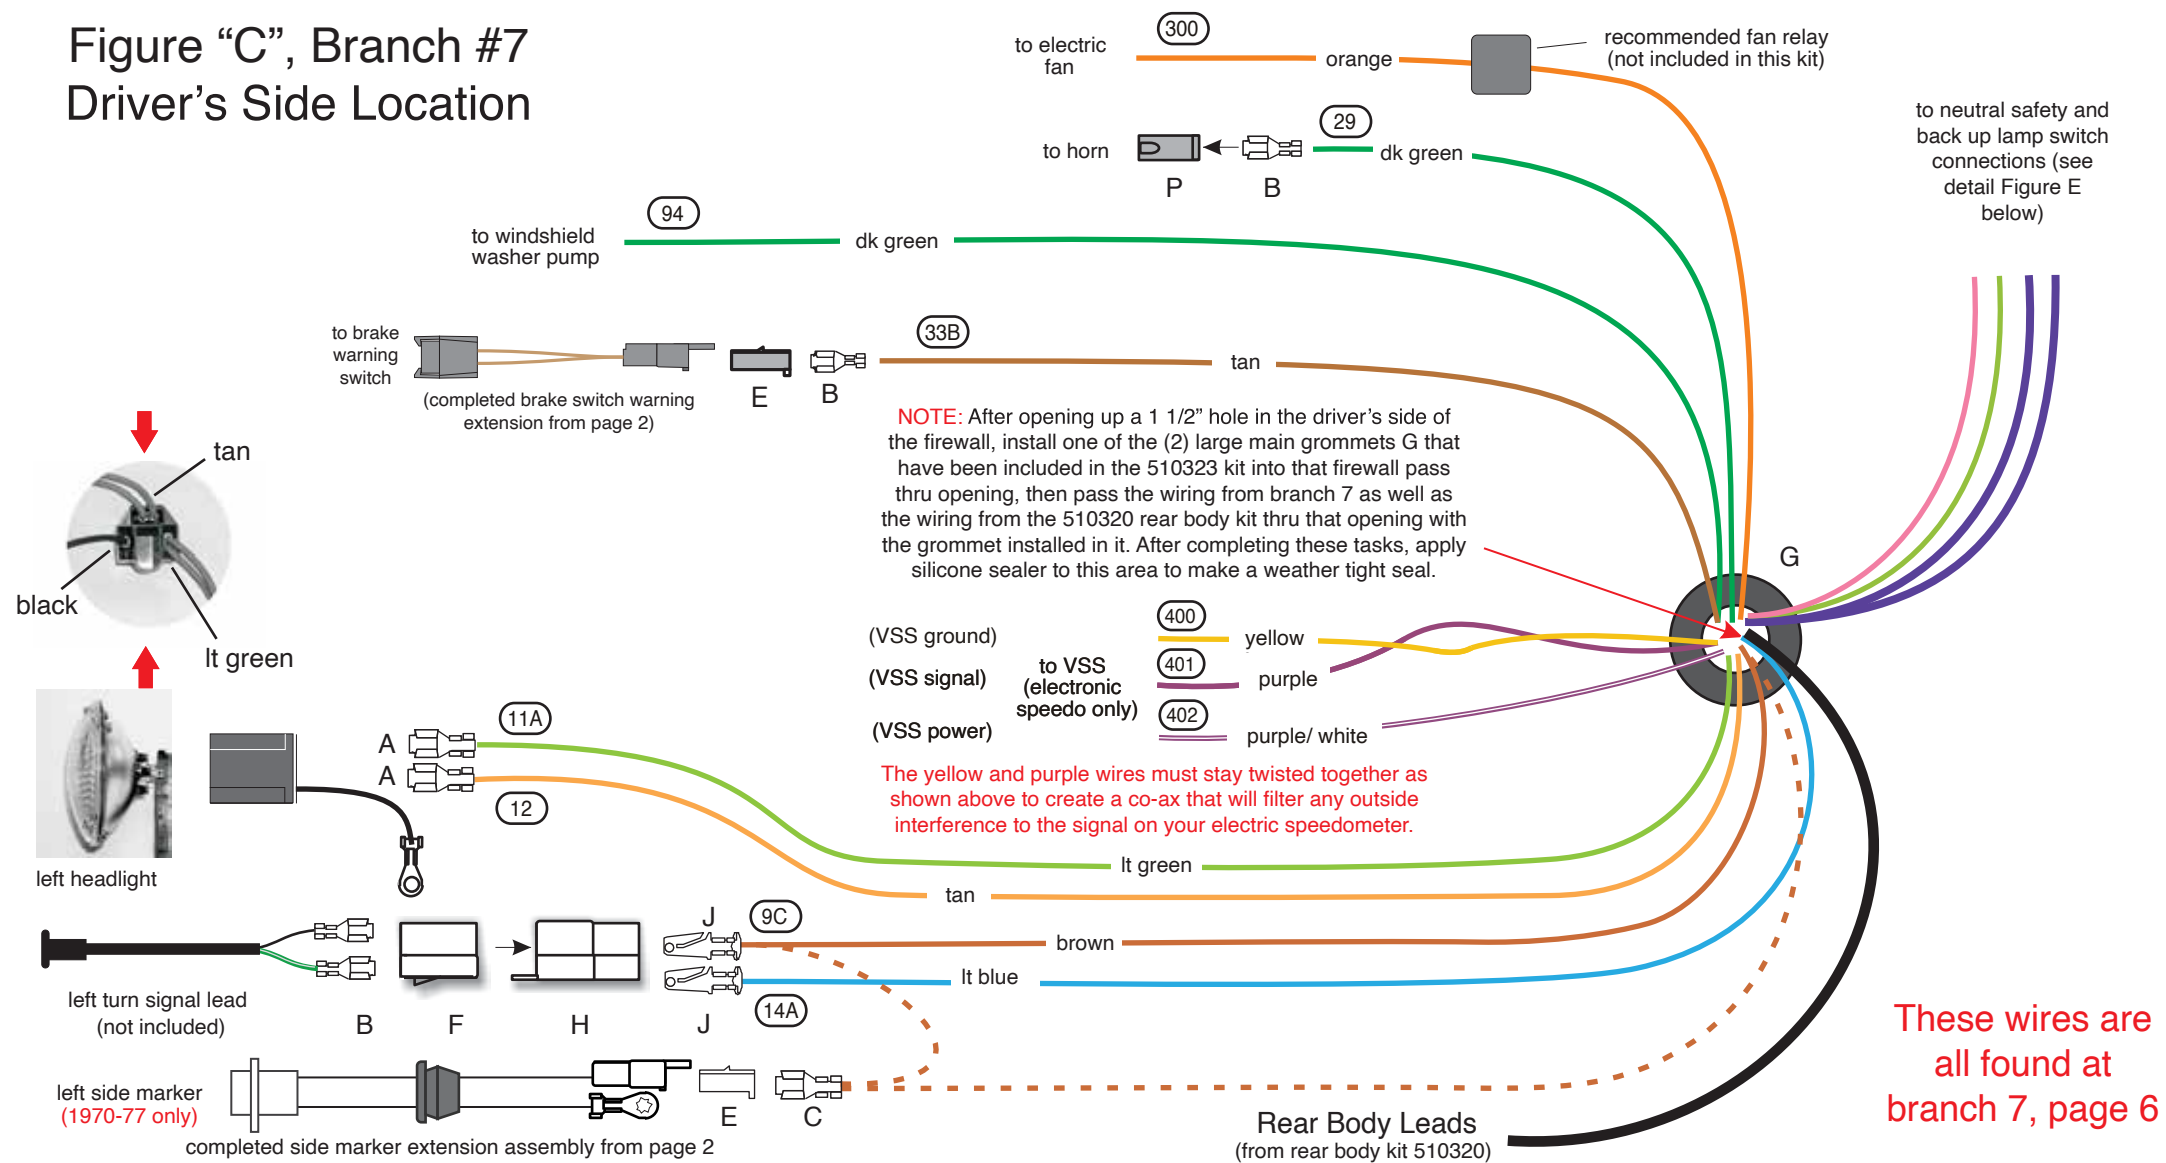 Figure “C”, Branch #7
Driver’s Side Location
to electric
fan
300
orange
recommended fan relay
(not included in this kit)
to horn
P
B
29
dk green
to neutral safety and
back up lamp switch
connections (see
detail Figure E
below)
to windshield
washer pump
94
dk green
to brake
warning
switch
(completed brake switch warning
extension from page 2)
E
B
33B
tan
NOTE: After opening up a 1 1/2” hole in the driver’s side of
the firewall, install one of the (2) large main grommets G that
have been included in the 510323 kit into that firewall pass
thru opening, then pass the wiring from branch 7 as well as
the wiring from the 510320 rear body kit thru that opening with
the grommet installed in it. After completing these tasks, apply
silicone sealer to this area to make a weather tight seal.
G
tan
black
lt green
(VSS ground)
400
yellow
(VSS signal)
to VSS
(electronic
speedo only)
401
purple
(VSS power)
402
purple/ white
The yellow and purple wires must stay twisted together as
shown above to create a co-ax that will filter any outside
interference to the signal on your electric speedometer.
left headlight
A
11A
A
12
lt green
tan
left turn signal lead
(not included)
B
F
H
J
9C
brown
J
14A
lt blue
left side marker
(1970-77 only)
E
C
completed side marker extension assembly from page 2
Rear Body Leads
(from rear body kit 510320)
These wires are
all found at
branch 7, page 6